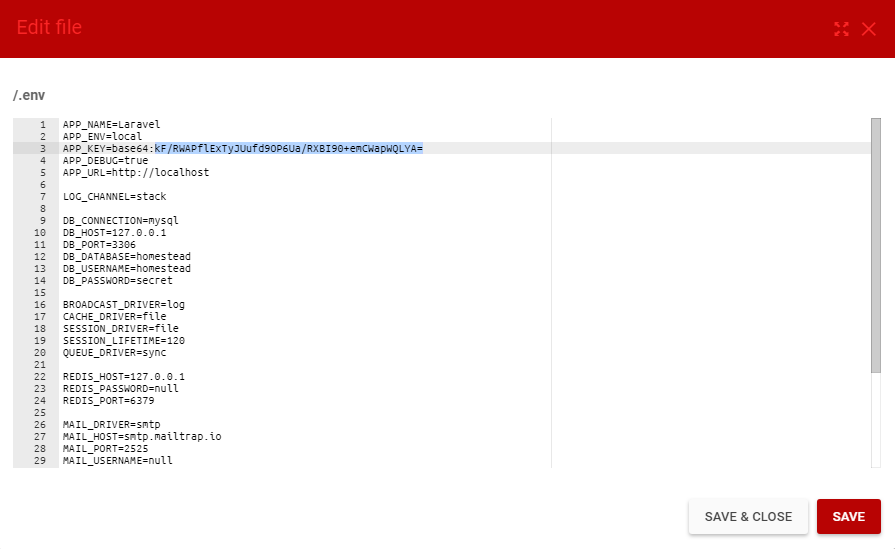 Edit file
/.env
1 APP_NAME=Laravel
2 APP_ENV=local
3 APP_KEY=base64:kF/RWAPflExTyJUufd9OP6Ua/RXBI90+emCWapWQLYA=
4 APP_DEBUG=true
5 APP_URL=http://localhost
6
7 LOG_CHANNEL=stack
8
9 DB_CONNECTION=mysql
10 DB_HOST=127.0.0.1
11 DB_PORT=3306
12 DB_DATABASE=homestead
13 DB_USERNAME=homestead
14 DB_PASSWORD=secret
15
16 BROADCAST_DRIVER=log
17 CACHE_DRIVER=file
18 SESSION_DRIVER=file
19 SESSION_LIFETIME=120
20 QUEUE_DRIVER=sync
21
22 REDIS_HOST=127.0.0.1
23 REDIS_PASSWORD=null
24 REDIS_PORT=6379
25
26 MAIL_DRIVER=smtp
27 MAIL_HOST=smtp.mailtrap.io
28 MAIL_PORT=2525
29 MAIL_USERNAME=null
SAVE & CLOSE
SAVE